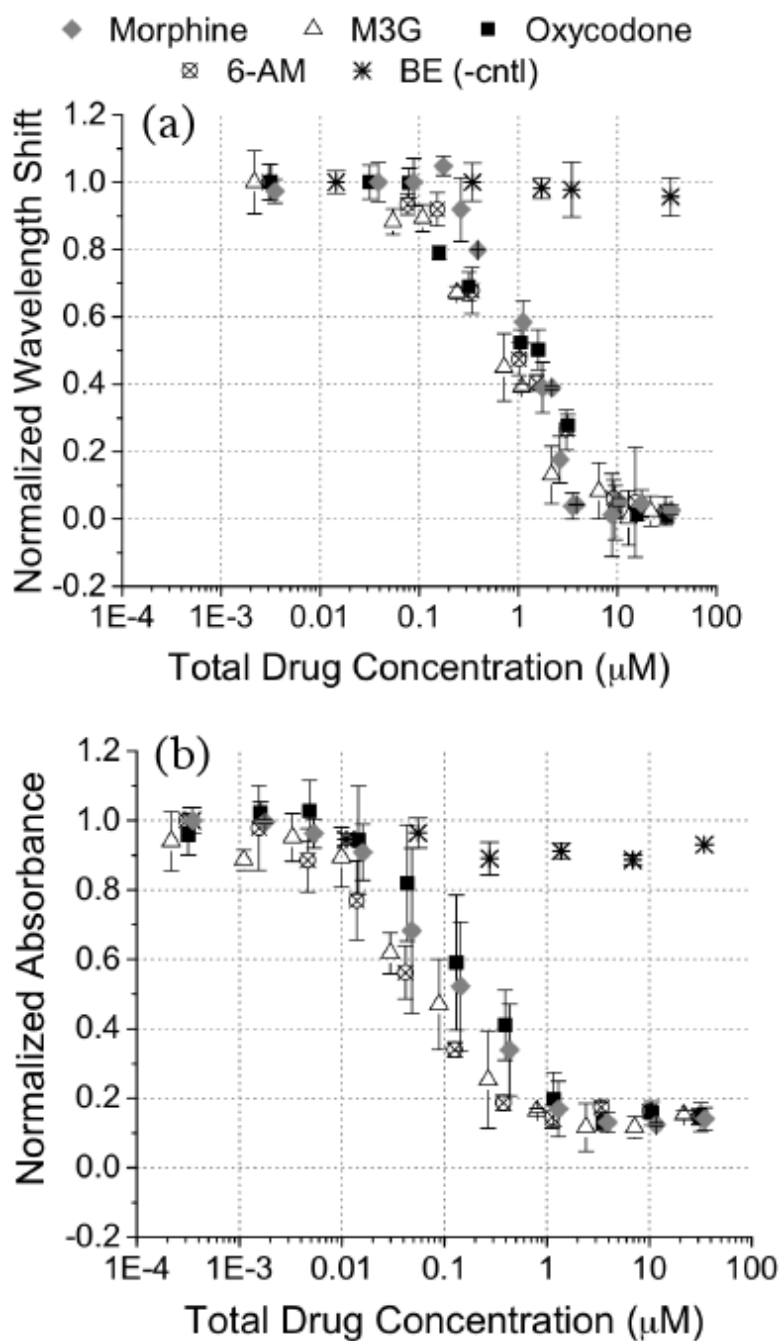 Morphine M3G Oxycodone
6-AM BE (-cntl)
(a)
Normalized Wavelength Shift
1.2
1.0
0.8
0.6
0.4
0.2
0.0
-0.2
1E-4 1E-3 0.01 0.1 1 10 100
Total Drug Concentration (μM)
(b)
Normalized Absorbance
1.2
1.0
0.8
0.6
0.4
0.2
0.0
-0.2
1E-4 1E-3 0.01 0.1 1 10 100
Total Drug Concentration (μM)